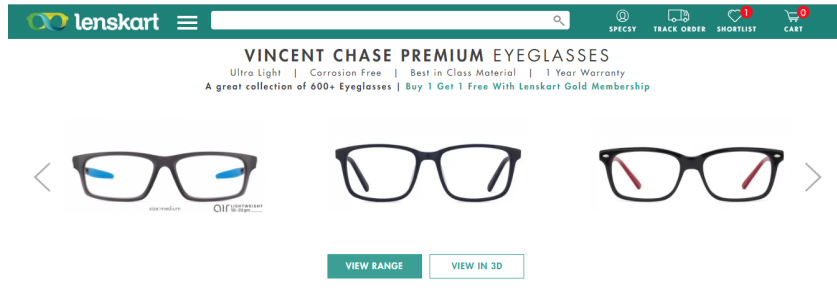 lenskart
1
0
SPECSY TRACK ORDER SHORTLIST CART
VINCENT CHASE PREMIUM EYEGLASSES
Ultra Light | Corrosion Free | Best in Class Material | 1 Year Warranty
A great collection of 600+ Eyeglasses | Buy 1 Get 1 Free With Lenskart Gold Membership
size:medium
air LIGHTWEIGHT
VIEW RANGE VIEW IN 3D